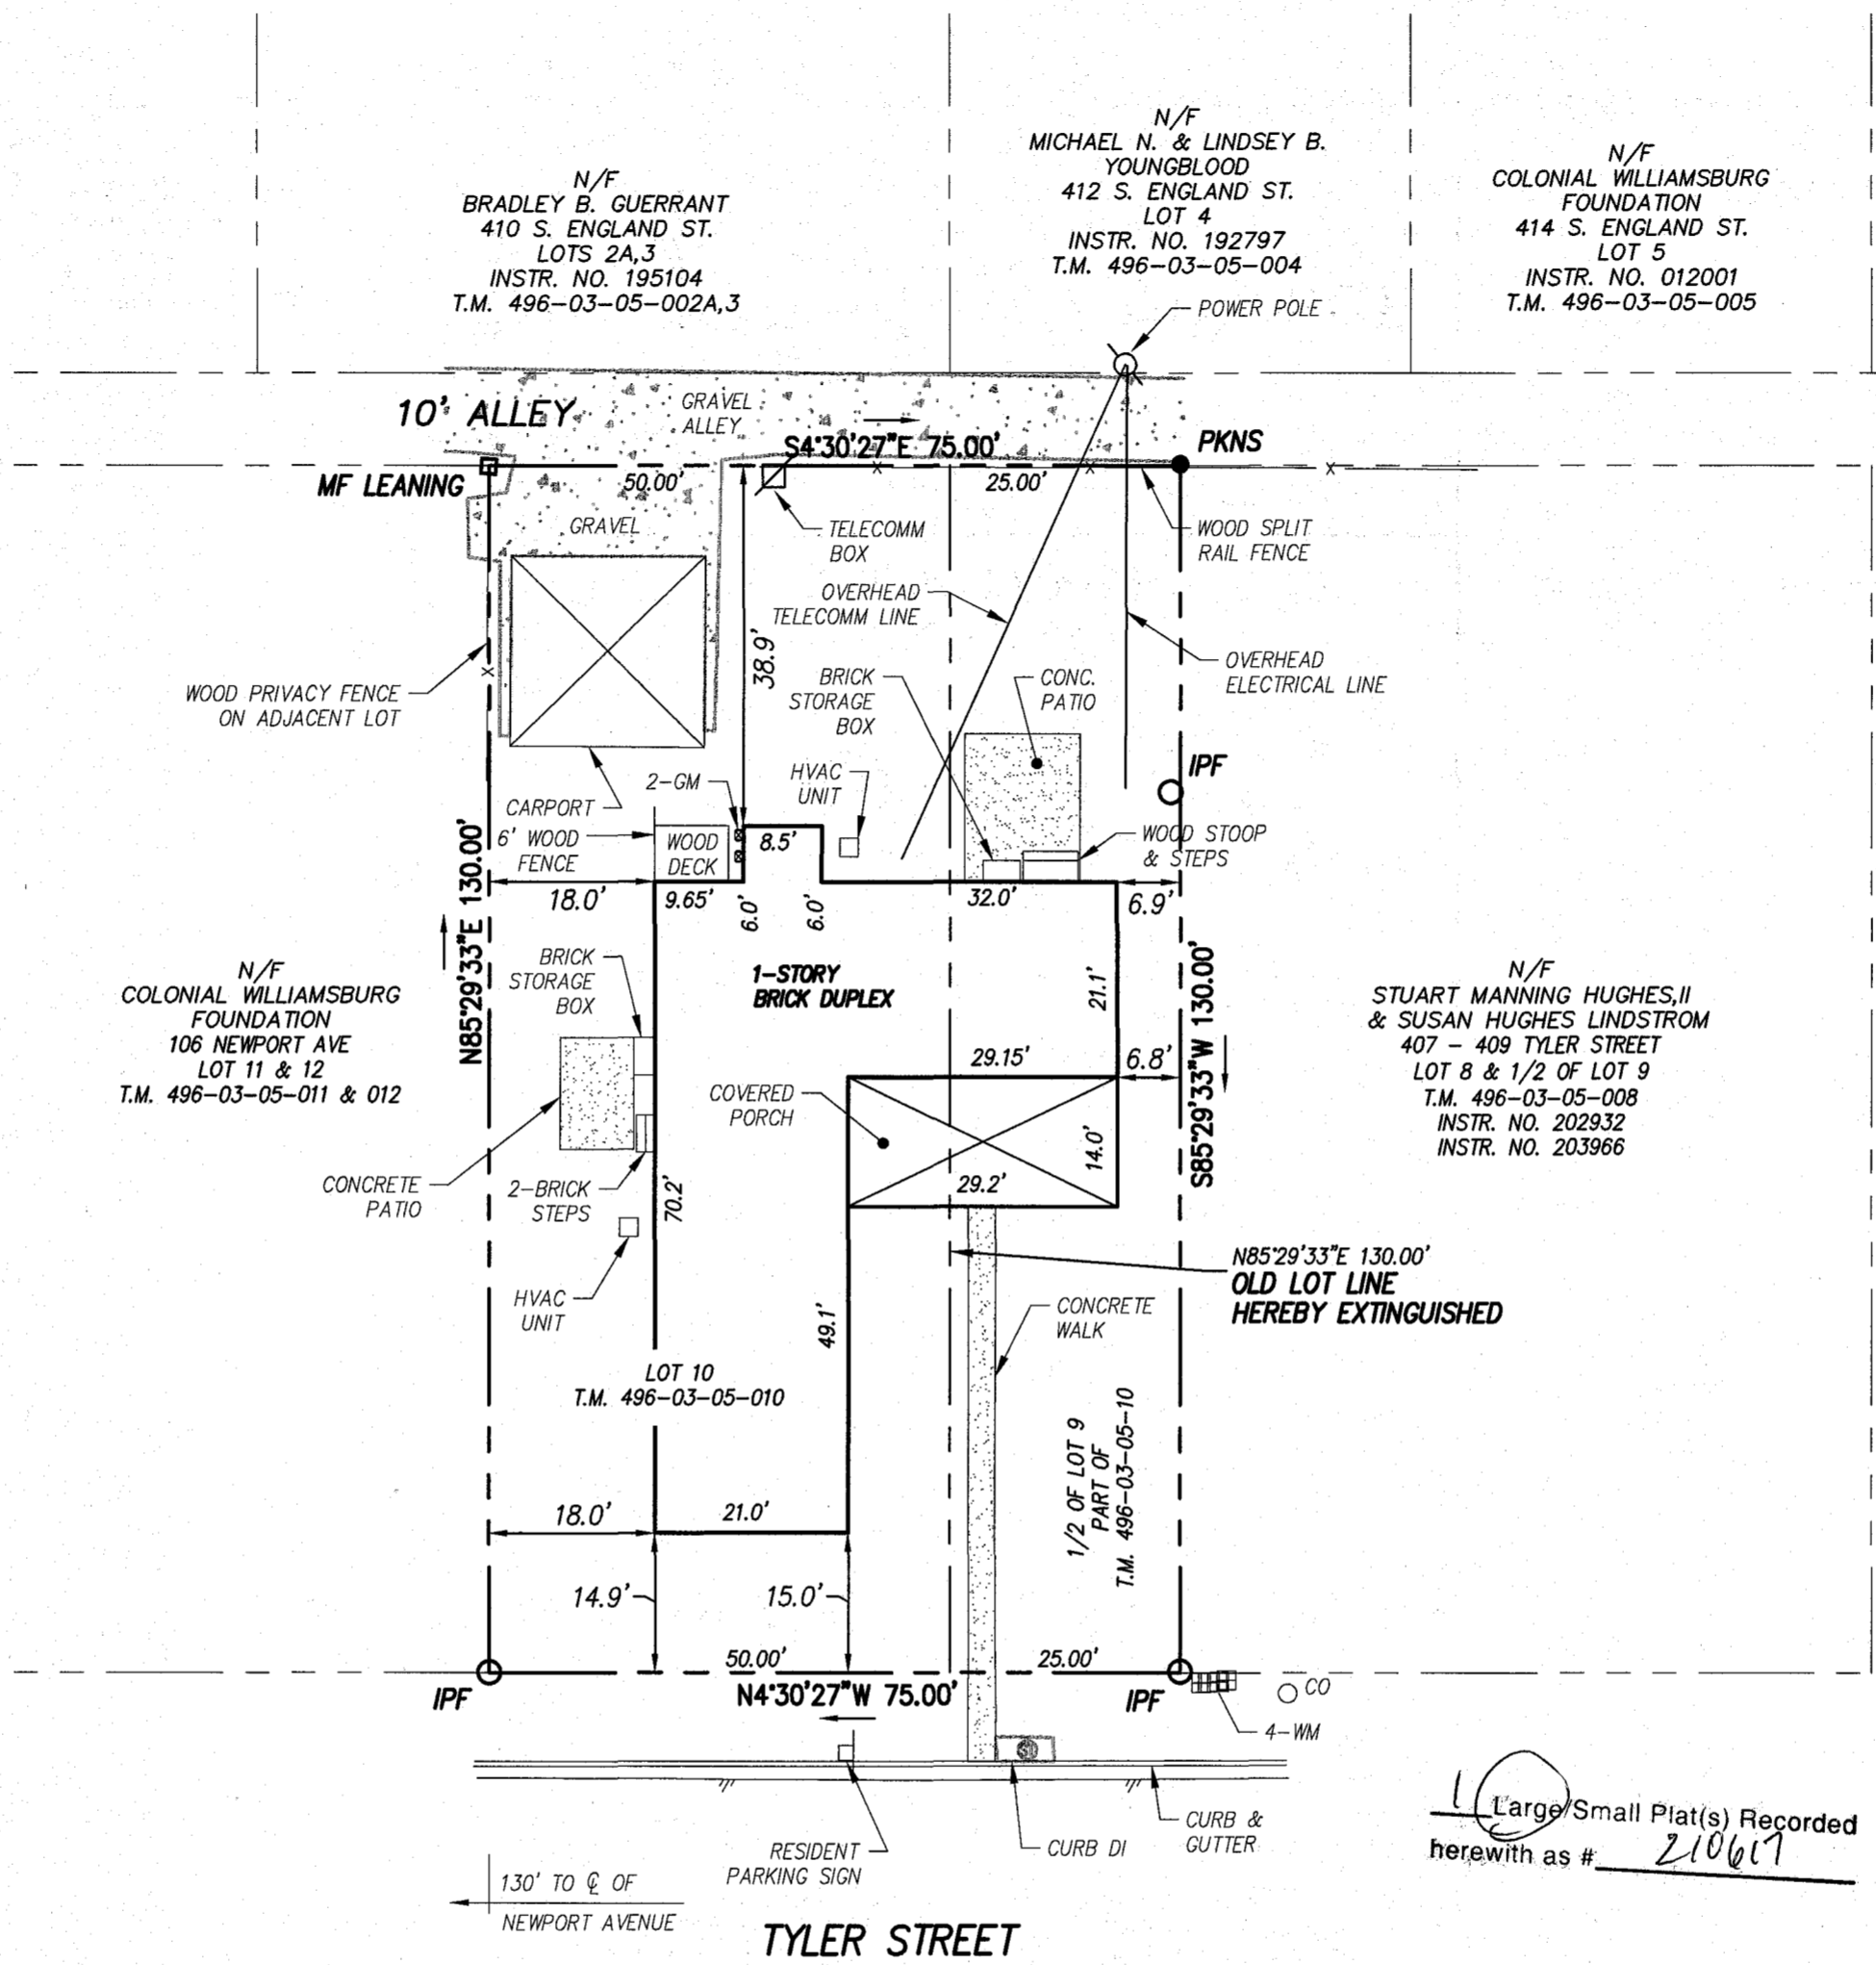 N/F
BRADLEY B. GUERRANT
410 S. ENGLAND ST.
LOTS 2A,3
INSTR. NO. 195104
T.M. 496-03-05-002A,3
N/F
MICHAEL N. & LINDSEY B.
YOUNGBLOOD
412 S. ENGLAND ST.
LOT 4
INSTR. NO. 192797
T.M. 496-03-05-004
N/F
COLONIAL WILLIAMSBURG
FOUNDATION
414 S. ENGLAND ST.
LOT 5
INSTR. NO. 012001
T.M. 496-03-05-005
POWER POLE
10' ALLEY
GRAVEL
ALLEY
S4°30'27"E 75.00'
PKNS
MF LEANING
50.00'
25.00'
GRAVEL
TELECOMM
BOX
WOOD SPLIT
RAIL FENCE
OVERHEAD
TELECOMM LINE
38.9'
WOOD PRIVACY FENCE
ON ADJACENT LOT
BRICK
STORAGE
BOX
CONC.
PATIO
OVERHEAD
ELECTRICAL LINE
2-GM
HVAC
UNIT
IPF
CARPORT
6' WOOD
FENCE
WOOD
DECK
8.5'
WOOD STOOP
& STEPS
18.0'
9.65'
6.0'
6.0'
32.0'
6.9'
N85°29'33"E 130.00'
BRICK
STORAGE
BOX
1-STORY
BRICK DUPLEX
21.1'
S85°29'33"W 130.00'
N/F
COLONIAL WILLIAMSBURG
FOUNDATION
106 NEWPORT AVE
LOT 11 & 12
T.M. 496-03-05-011 & 012
N/F
STUART MANNING HUGHES,II
& SUSAN HUGHES LINDSTROM
407 - 409 TYLER STREET
LOT 8 & 1/2 OF LOT 9
T.M. 496-03-05-008
INSTR. NO. 202932
INSTR. NO. 203966
29.15'
6.8'
COVERED
PORCH
14.0'
29.2'
CONCRETE
PATIO
2-BRICK
STEPS
70.2'
HVAC
UNIT
N85°29'33"E 130.00'
OLD LOT LINE
HEREBY EXTINGUISHED
CONCRETE
WALK
49.1'
LOT 10
T.M. 496-03-05-010
1/2 OF LOT 9
PART OF
T.M. 496-03-05-10
18.0'
21.0'
14.9'
15.0'
50.00'
25.00'
IPF
N4°30'27"W 75.00'
IPF
CO
4-WM
RESIDENT
PARKING SIGN
CURB DI
CURB &
GUTTER
130' TO ℄ OF
NEWPORT AVENUE
TYLER STREET
1 Large/Small Plat(s) Recorded
herewith as # 210617